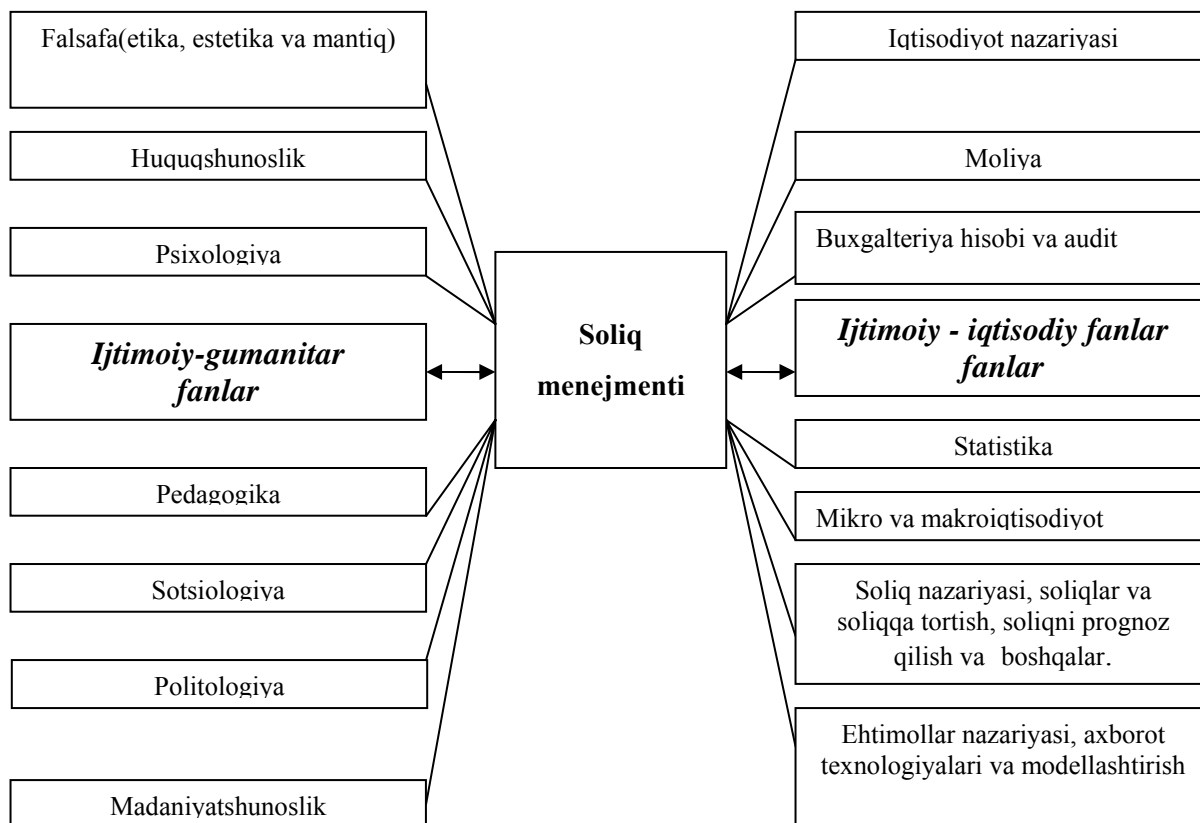 Falsafa(etika, estetika va mantiq)
Huquqshunoslik
Psixologiya
Ijtimoiy-gumanitar
fanlar
Pedagogika
Sotsiologiya
Politologiya
Madaniyatshunoslik
Soliq
menejmenti
Iqtisodiyot nazariyasi
Moliya
Buxgalteriya hisobi va audit
Ijtimoiy - iqtisodiy fanlar
fanlar
Statistika
Mikro va makroiqtisodiyot
Soliq nazariyasi, soliqlar va
soliqqa tortish, soliqni prognoz
qilish va boshqalar.
Ehtimollar nazariyasi, axborot
texnologiyalari va modellashtirish